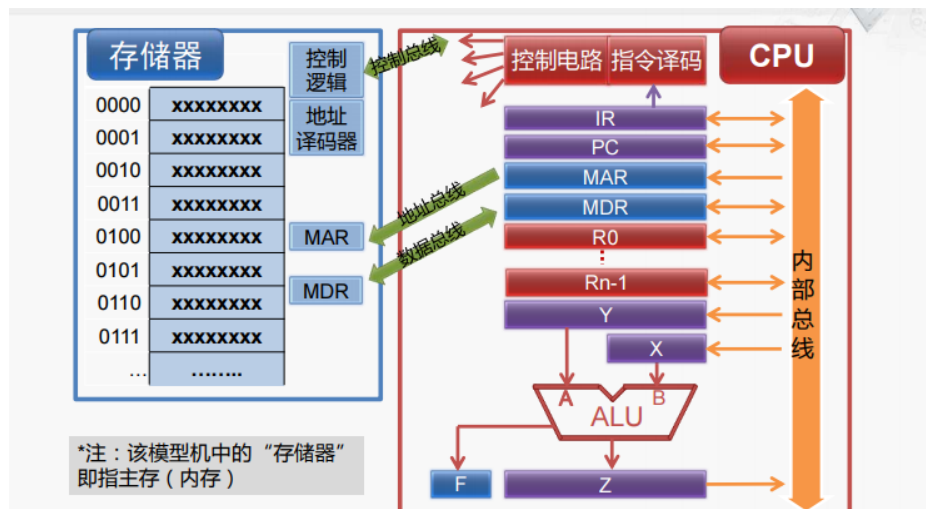 存储器
控制
逻辑
地址
译码器
0000 xxxxxxxx
0001 xxxxxxxx
0010 xxxxxxxx
0011 xxxxxxxx
0100 xxxxxxxx
0101 xxxxxxxx
0110 xxxxxxxx
0111 xxxxxxxx
... ........
MAR
MDR
*注：该模型机中的“存储器”
即指主存（内存）
控制总线
地址总线
数据总线
控制电路 指令译码
CPU
IR
PC
MAR
MDR
R0
Rn-1
Y
X
A B
ALU
F
Z
内部总线